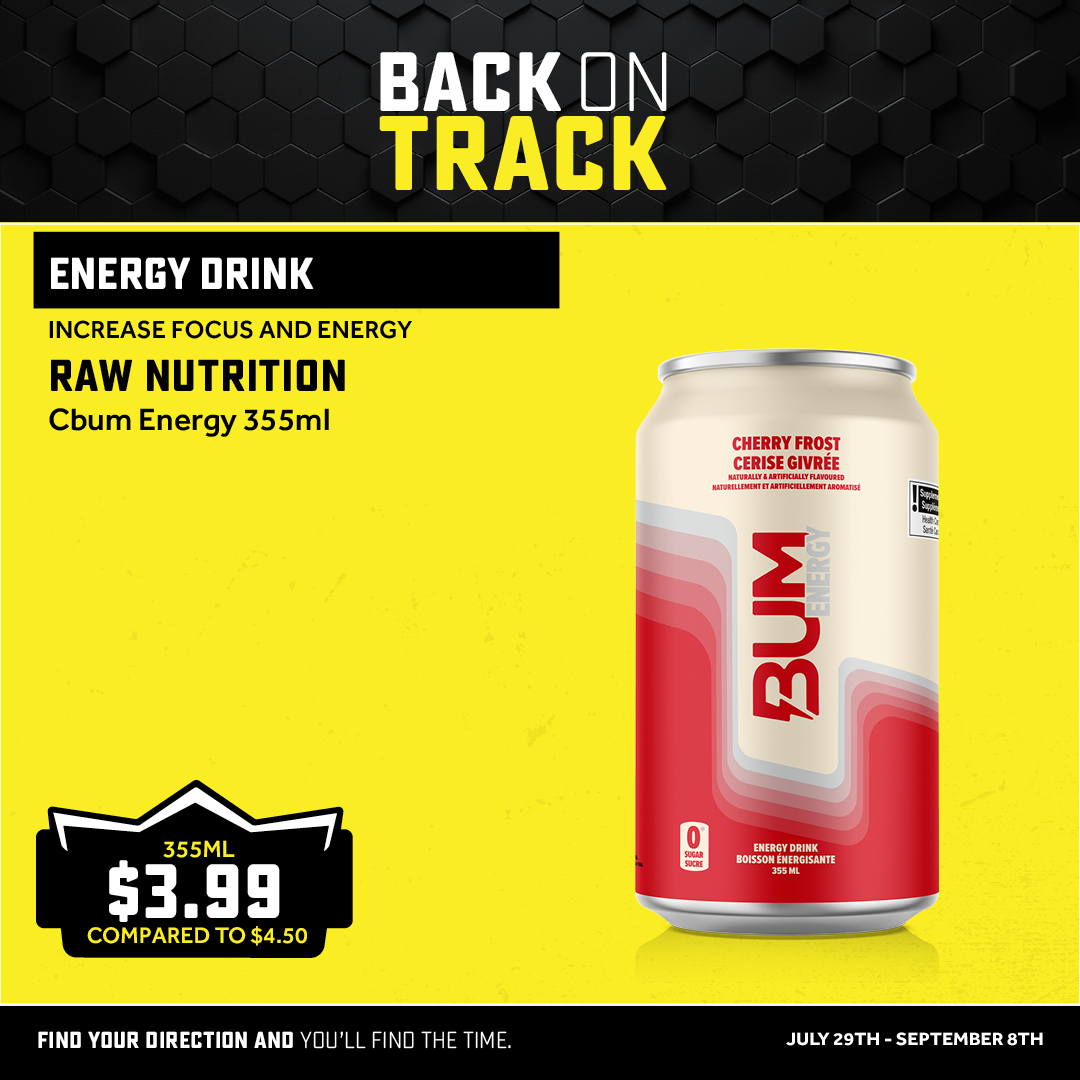 BACK ON
TRACK
ENERGY DRINK
INCREASE FOCUS AND ENERGY
RAW NUTRITION
Cbum Energy 355ml
CHERRY FROST
CERISE GIVRÉE
NATURALLY & ARTIFICIALLY FLAVOURED
NATURELLEMENT ET ARTIFICIELLEMENT AROMATISÉ
BUM
ENERGY
0
SUGAR
SUCRE
ENERGY DRINK
BOISSON ÉNERGISANTE
355 ML
355ML
$3.99
COMPARED TO $4.50
FIND YOUR DIRECTION AND YOU'LL FIND THE TIME.
JULY 29TH - SEPTEMBER 8TH